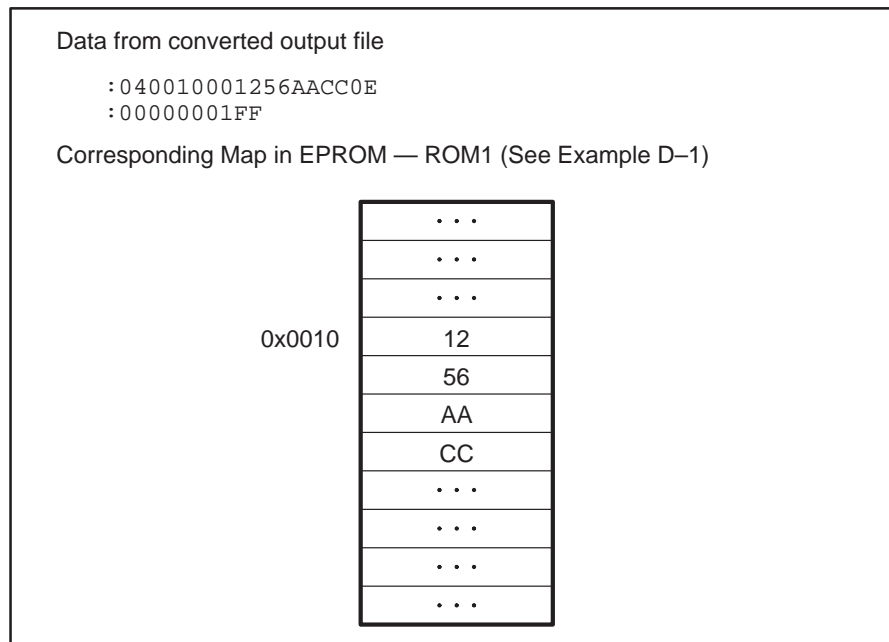 Data from converted output file
:040010001256AACC0E
:00000001FF
Corresponding Map in EPROM — ROM1 (See Example D–1)
. . .
. . .
. . .
0x0010 12
56
AA
CC
. . .
. . .
. . .
. . .